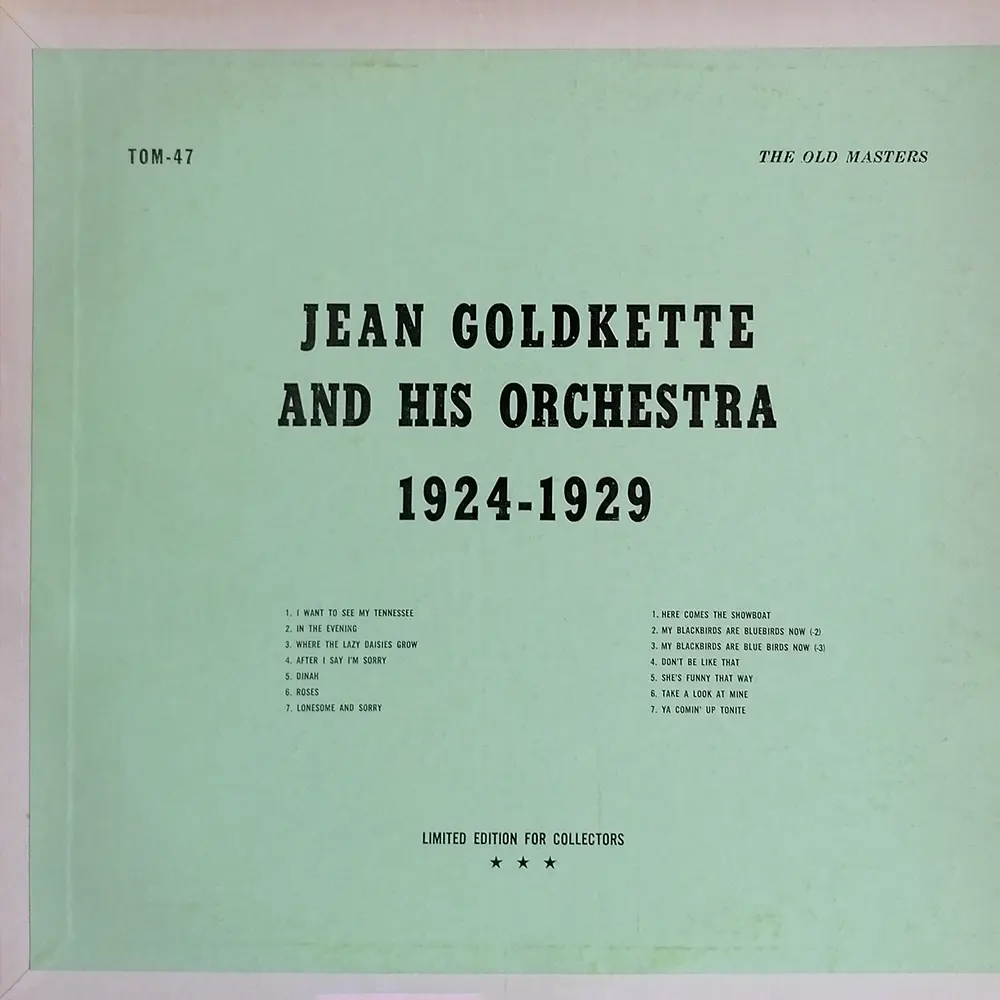 TOM-47
THE OLD MASTERS
JEAN GOLDKETTE
AND HIS ORCHESTRA
1924-1929
1. I WANT TO SEE MY TENNESSEE
2. IN THE EVENING
3. WHERE THE LAZY DAISIES GROW
4. AFTER I SAY I'M SORRY
5. DINAH
6. ROSES
7. LONESOME AND SORRY
1. HERE COMES THE SHOWBOAT
2. MY BLACKBIRDS ARE BLUEBIRDS NOW (-2)
3. MY BLACKBIRDS ARE BLUE BIRDS NOW (-3)
4. DON'T BE LIKE THAT
5. SHE'S FUNNY THAT WAY
6. TAKE A LOOK AT MINE
7. YA COMIN' UP TONITE
LIMITED EDITION FOR COLLECTORS
★ ★ ★